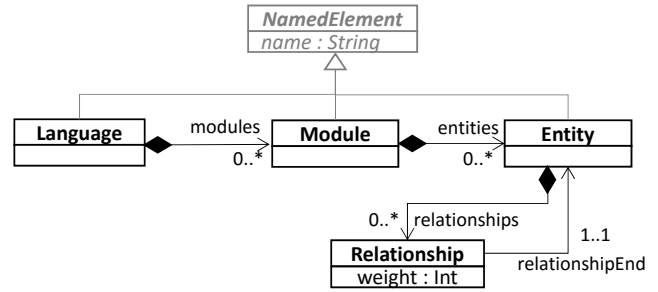 NamedElement
name : String
Language
modules
0..*
Module
entities
0..*
Entity
0..*
relationships
1..1
relationshipEnd
Relationship
weight : Int